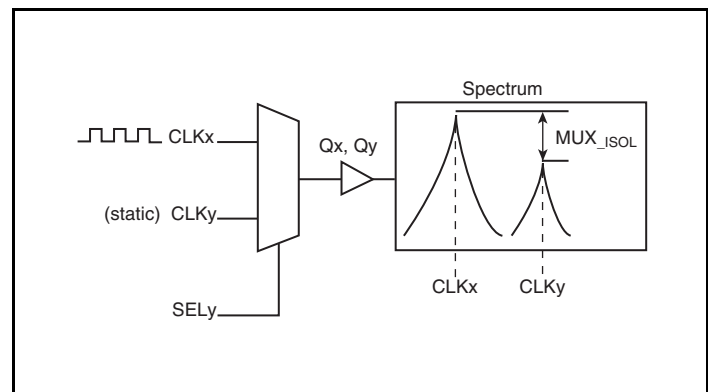 Spectrum
CLKx
Qx, Qy
MUX_ISOL
(static) CLKy
CLKx
CLKy
SELy